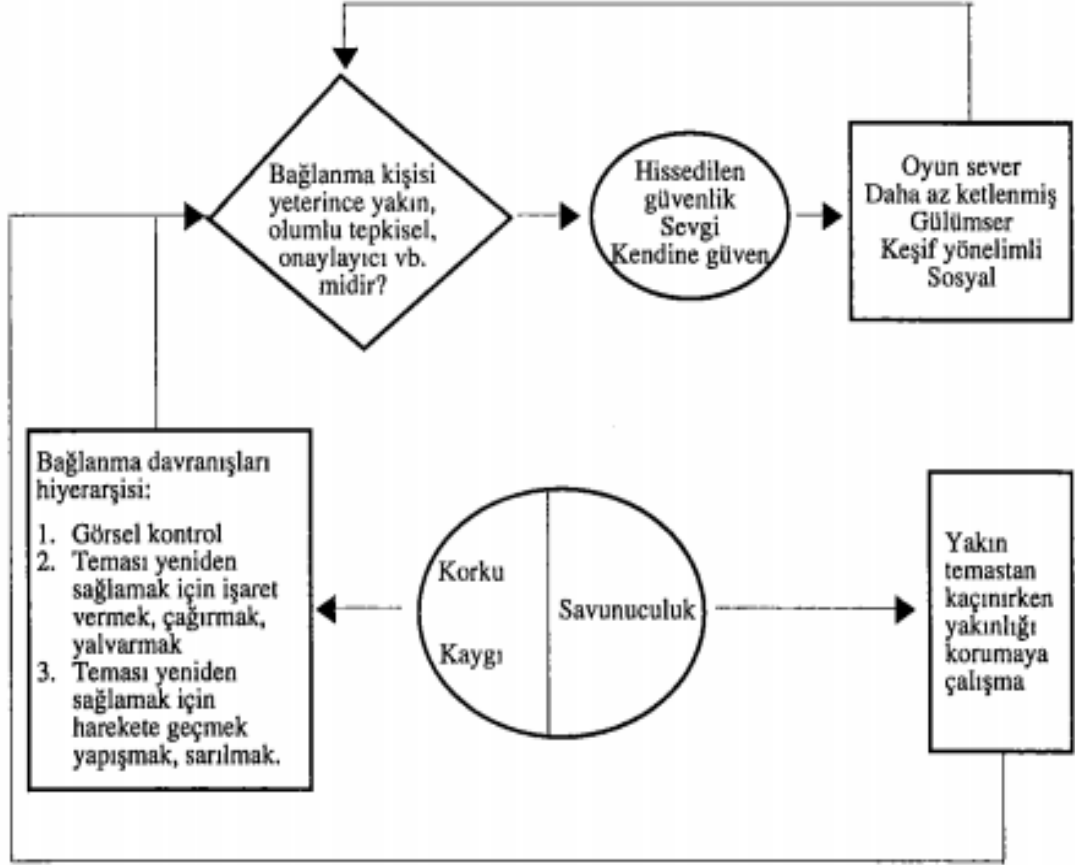 Bağlanma kişisi
yeterince yakın,
olumlu tepkisel,
onaylayıcı vb.
midir?
Hissedilen
güvenlik
Sevgi
Kendine güven
Oyun sever
Daha az ketlenmiş
Gülümser
Keşif yönelimli
Sosyal
Bağlanma davranışları
hiyerarşisi:
1. Görsel kontrol
2. Teması yeniden
sağlamak için işaret
vermek, çağırmak,
yalvarmak
3. Teması yeniden
sağlamak için
harekete geçmek
yapışmak, sarılmak.
Korku
Kaygı
Savunuculuk
Yakın
temastan
kaçınırken
yakınlığı
korumaya
çalışma